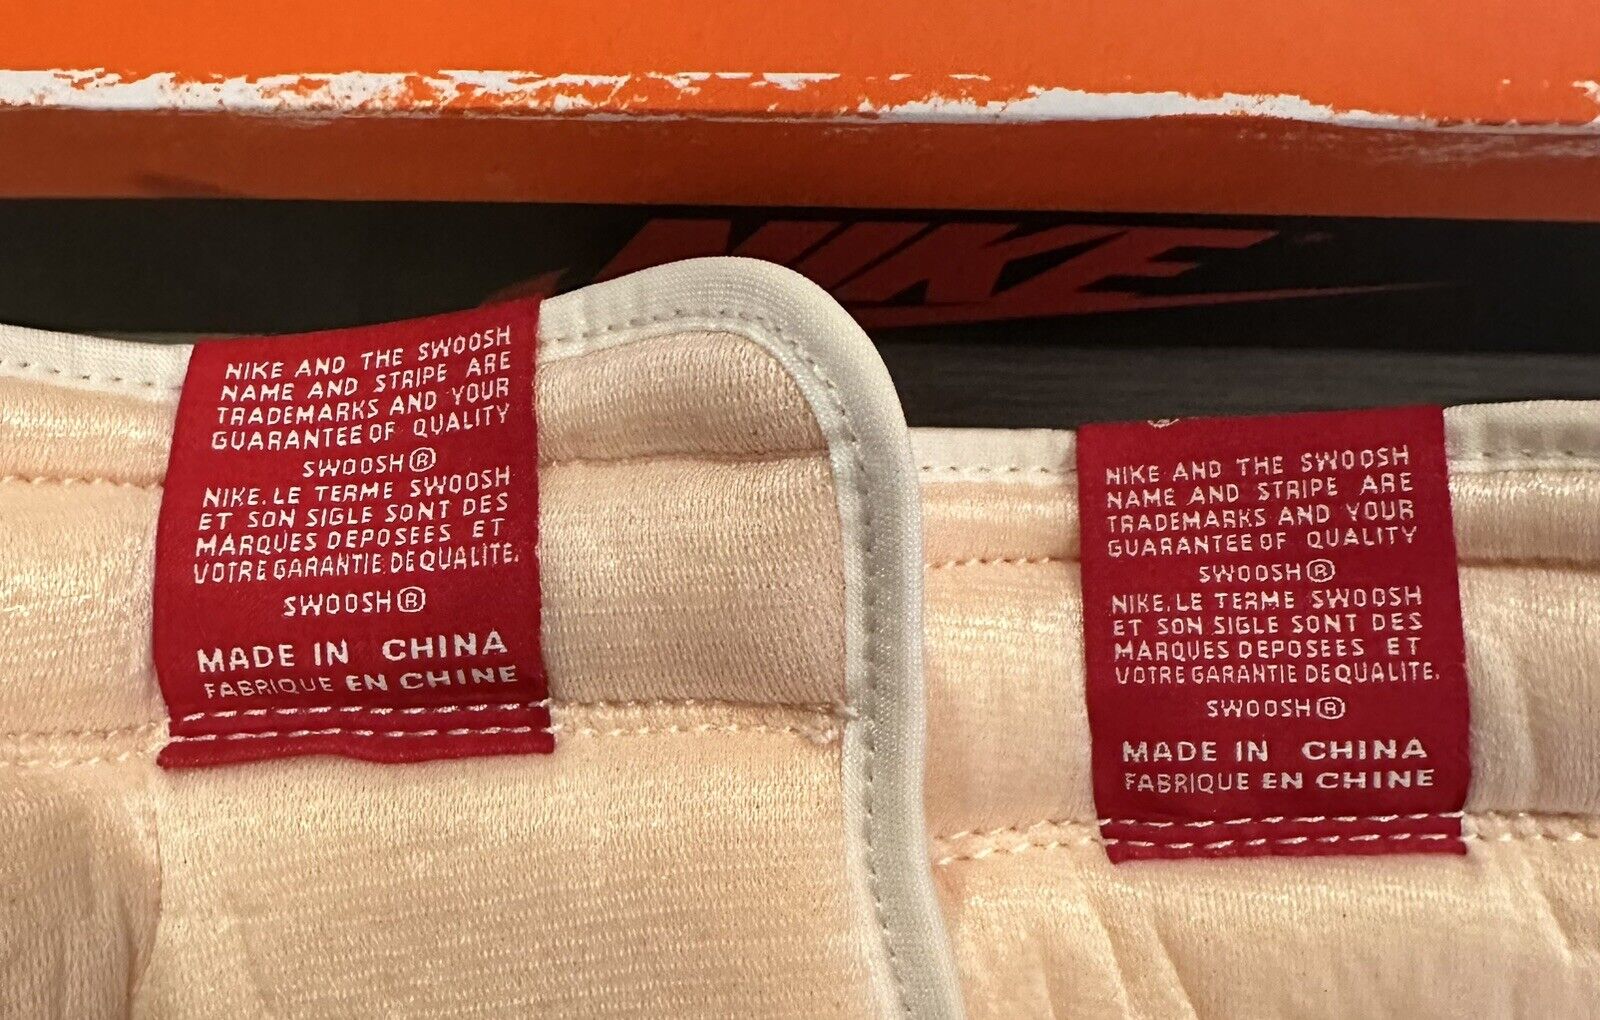 NIKE
NIKE AND THE SWOOSH
NAME AND STRIPE ARE
TRADEMARKS AND YOUR
GUARANTEE OF QUALITY
SWOOSH®
NIKE. LE TERME SWOOSH
ET SON SIGLE SONT DES
MARQUES DEPOSEES ET
VOTRE GARANTIE DE QUALITE.
SWOOSH®
MADE IN CHINA
FABRIQUE EN CHINE
NIKE AND THE SWOOSH
NAME AND STRIPE ARE
TRADEMARKS AND YOUR
GUARANTEE OF QUALITY
SWOOSH®
NIKE. LE TERME SWOOSH
ET SON SIGLE SONT DES
MARQUES DEPOSEES ET
VOTRE GARANTIE DE QUALITE.
SWOOSH®
MADE IN CHINA
FABRIQUE EN CHINE